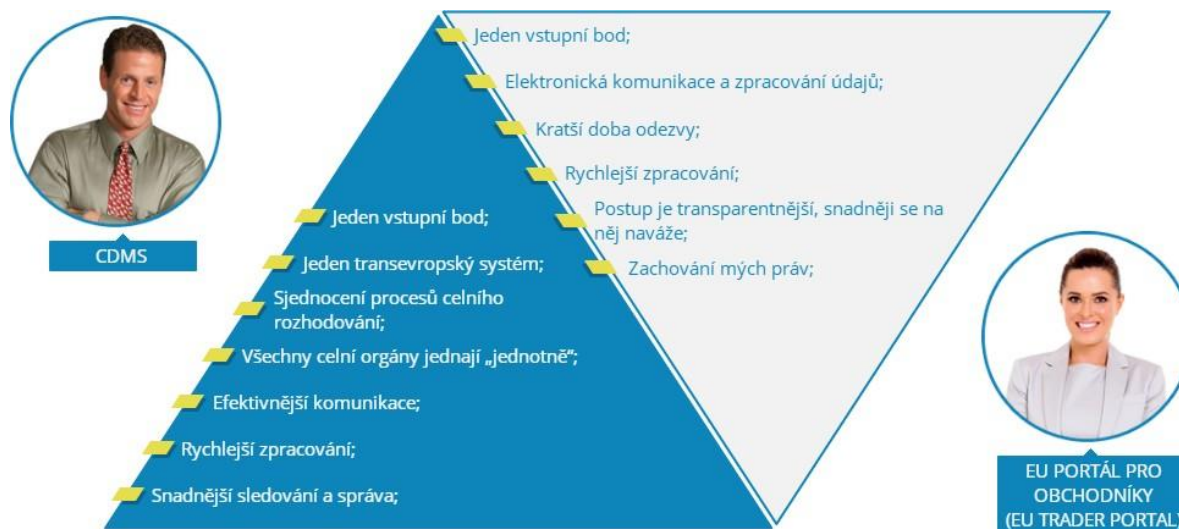 Jeden vstupní bod;
Elektronická komunikace a zpracování údajů;
Kratší doba odezvy;
Rychlejší zpracování;
Postup je transparentnější, snadněji se na
něj naváže;
Zachování mých práv;
CDMS
Jeden vstupní bod;
Jeden transevropský systém;
Sjednocení procesů celního
rozhodování;
Všechny celní orgány jednají „jednotně“;
Efektivnější komunikace;
Rychlejší zpracování;
Snadnější sledování a správa;
EU PORTÁL PRO
OBCHODNÍKY
(EU TRADER PORTAL)